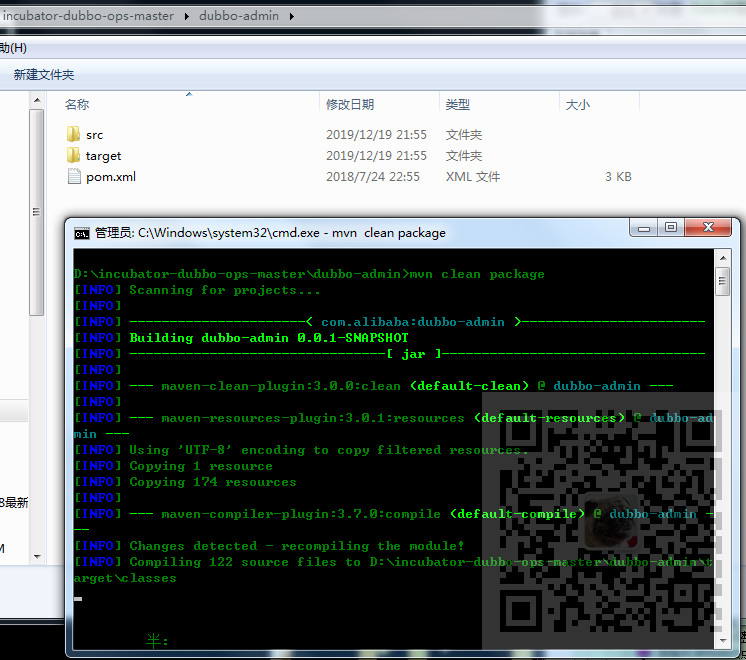 incubator-dubbo-ops-master ▸ dubbo-admin ▸
助(H)
新建文件夹
名称 修改日期 类型 大小
src 2019/12/19 21:55 文件夹
target 2019/12/19 21:55 文件夹
pom.xml 2018/7/24 22:55 XML 文件 3 KB
管理员: C:\Windows\system32\cmd.exe - mvn  clean package
D:\incubator-dubbo-ops-master\dubbo-admin>mvn clean package
[INFO] Scanning for projects...
[INFO]
[INFO] ----------------------< com.alibaba:dubbo-admin >-----------------------
[INFO] Building dubbo-admin 0.0.1-SNAPSHOT
[INFO] --------------------------------[ jar ]---------------------------------
[INFO]
[INFO] --- maven-clean-plugin:3.0.0:clean (default-clean) @ dubbo-admin ---
[INFO]
[INFO] --- maven-resources-plugin:3.0.1:resources (default-resources) @ dubbo-ad
min ---
[INFO] Using 'UTF-8' encoding to copy filtered resources.
[INFO] Copying 1 resource
[INFO] Copying 174 resources
[INFO]
[INFO] --- maven-compiler-plugin:3.7.0:compile (default-compile) @ dubbo-admin -
--
[INFO] Changes detected - recompiling the module!
[INFO] Compiling 122 source files to D:\incubator-dubbo-ops-master\dubbo-admin\t
arget\classes
8最新
M
半: